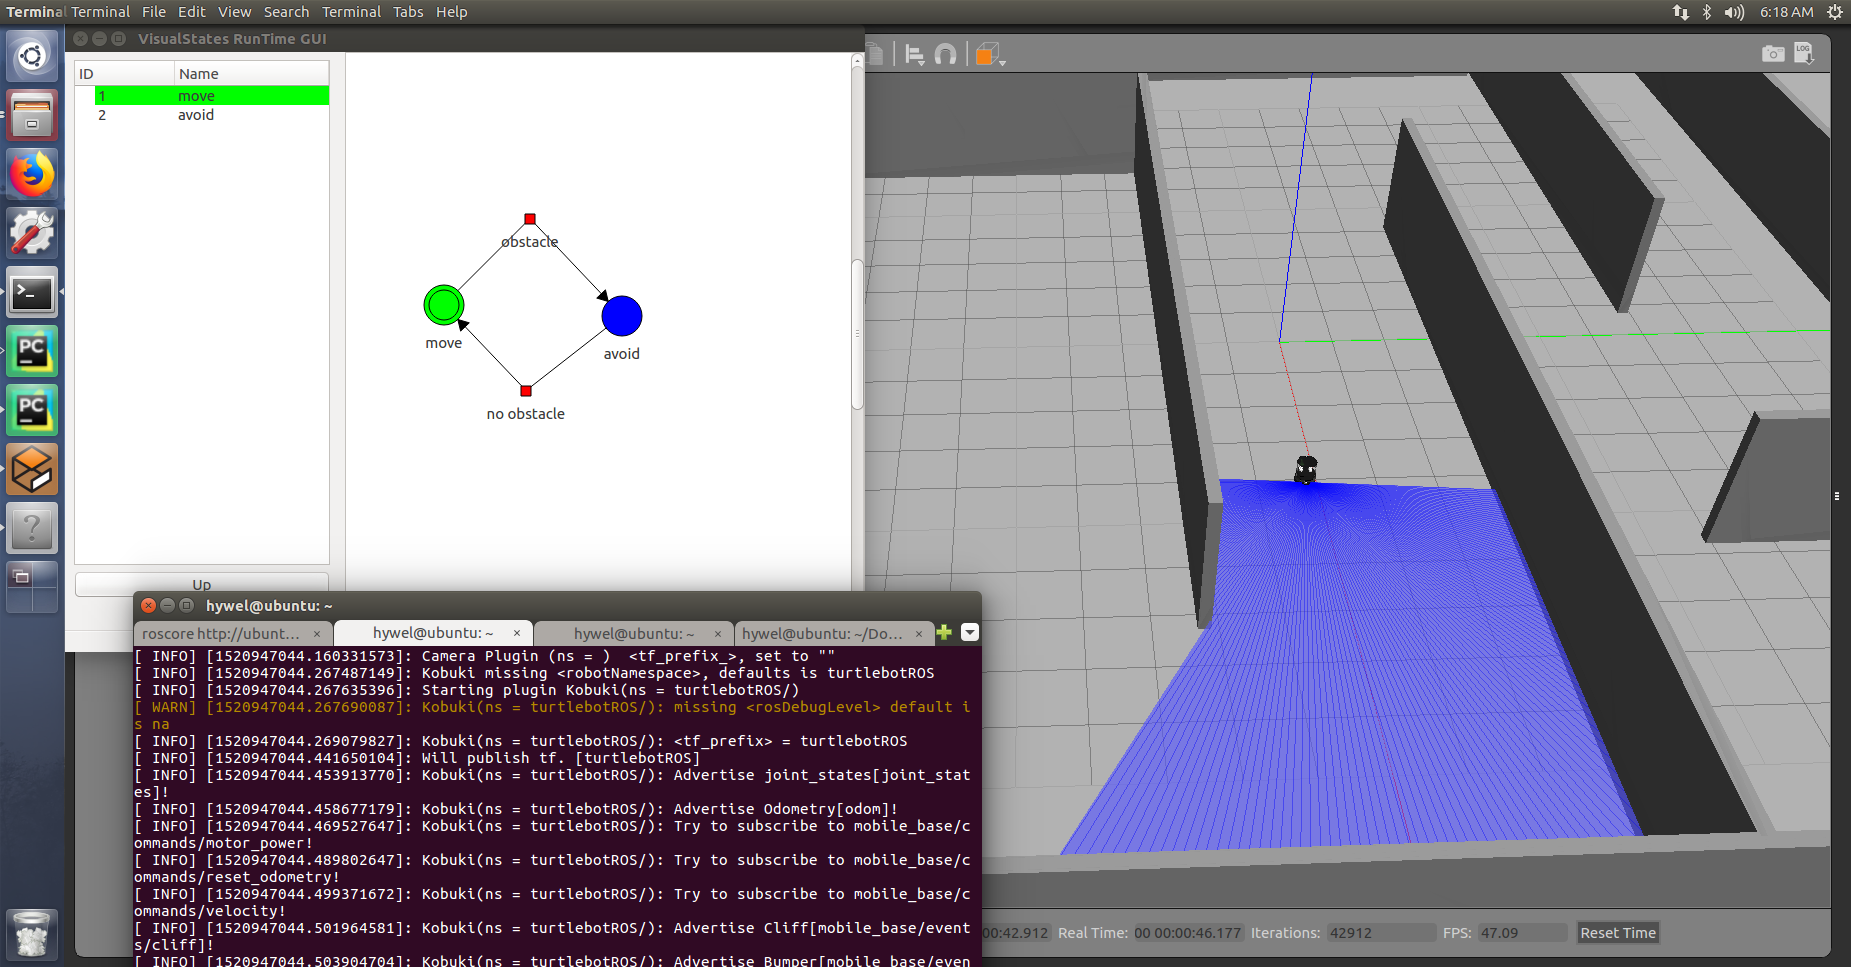 Terminal Terminal File Edit View Search Terminal Tabs Help
6:18 AM
VisualStates RunTime GUI
ID Name
1 move
2 avoid
obstacle
move
avoid
no obstacle
Up
LOG
PC
PC
hywel@ubuntu: ~
roscore http://ubunt... × hywel@ubuntu: ~ × hywel@ubuntu: ~ × hywel@ubuntu: ~/Do... ×
[ INFO] [1520947044.160331573]: Camera Plugin (ns = )  <tf_prefix_>, set to ""
[ INFO] [1520947044.267487149]: Kobuki missing <robotNamespace>, defaults is turtlebotROS
[ INFO] [1520947044.267635396]: Starting plugin Kobuki(ns = turtlebotROS/)
[ WARN] [1520947044.267690087]: Kobuki(ns = turtlebotROS/): missing <rosDebugLevel> default i
s na
[ INFO] [1520947044.269079827]: Kobuki(ns = turtlebotROS/): <tf_prefix> = turtlebotROS
[ INFO] [1520947044.441650104]: Will publish tf. [turtlebotROS]
[ INFO] [1520947044.453913770]: Kobuki(ns = turtlebotROS/): Advertise joint_states[joint_stat
es]!
[ INFO] [1520947044.458677179]: Kobuki(ns = turtlebotROS/): Advertise Odometry[odom]!
[ INFO] [1520947044.469527647]: Kobuki(ns = turtlebotROS/): Try to subscribe to mobile_base/c
ommands/motor_power!
[ INFO] [1520947044.489802647]: Kobuki(ns = turtlebotROS/): Try to subscribe to mobile_base/c
ommands/reset_odometry!
[ INFO] [1520947044.499371672]: Kobuki(ns = turtlebotROS/): Try to subscribe to mobile_base/c
ommands/velocity!
[ INFO] [1520947044.501964581]: Kobuki(ns = turtlebotROS/): Advertise Cliff[mobile_base/event
s/cliff]!
[ INFO] [1520947044.503904704]: Kobuki(ns = turtlebotROS/): Advertise Bumper[mobile_base/even
00:42.912 Real Time: 00 00:00:46.177 Iterations: 42912 FPS: 47.09 Reset Time